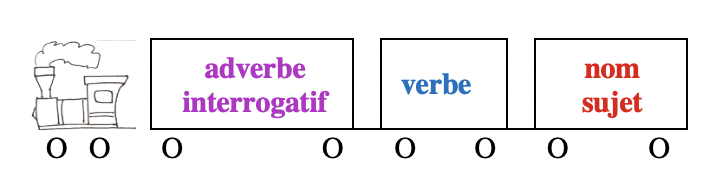 adverbe
interrogatif
verbe
nom
sujet
O O O O O O O O